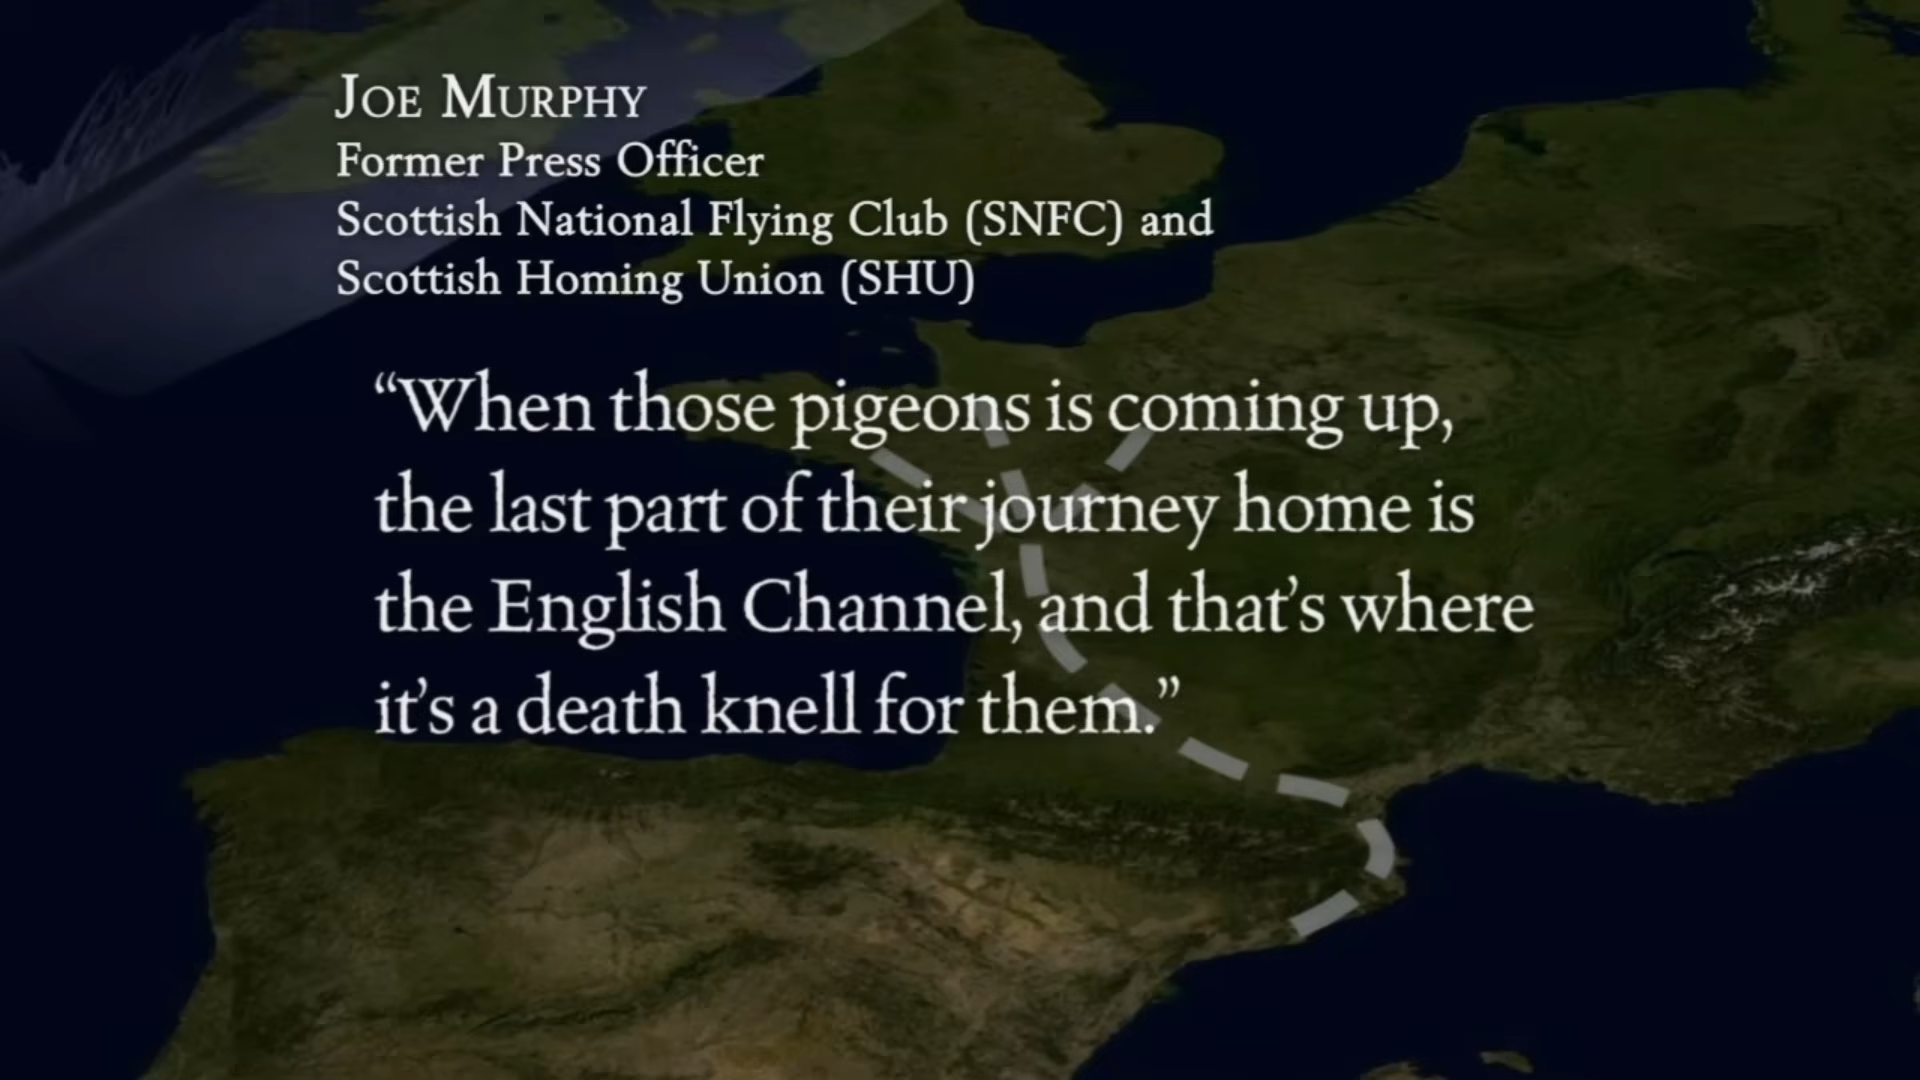 Joe Murphy
Former Press Officer
Scottish National Flying Club (SNFC) and
Scottish Homing Union (SHU)
“When those pigeons is coming up,
the last part of their journey home is
the English Channel, and that’s where
it’s a death knell for them.”